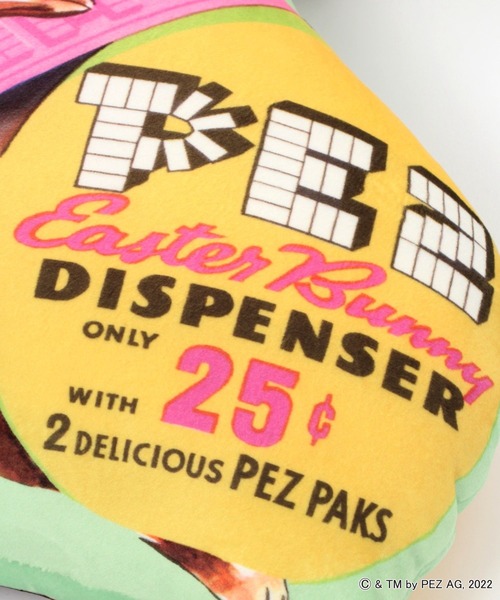 PEZ
Easter Bunny
DISPENSER
ONLY 25¢
WITH
2 DELICIOUS PEZ PAKS
© & TM by PEZ AG, 2022